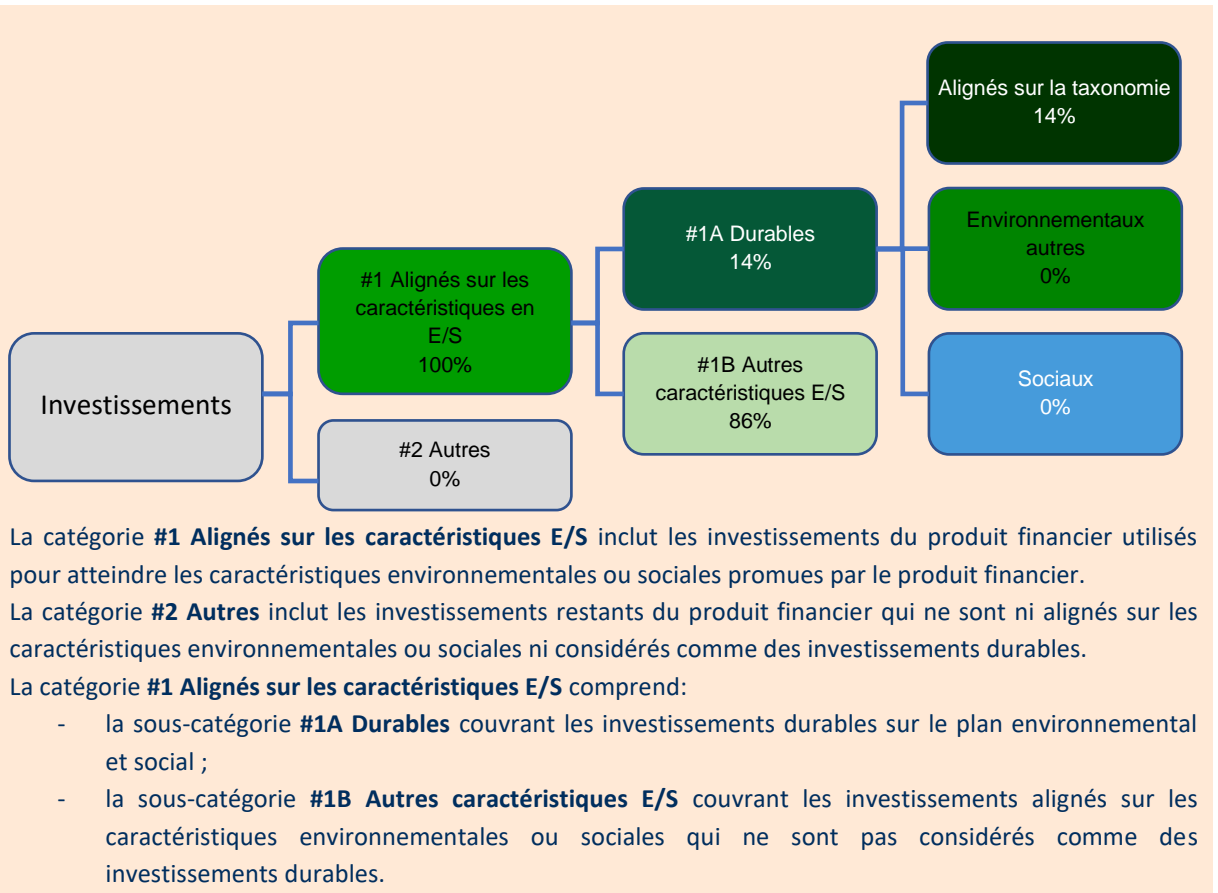 Alignés sur la taxonomie
14%
#1A Durables
14%
Environnementaux
autres
0%
#1 Alignés sur les
caractéristiques en
E/S
100%
#1B Autres
caractéristiques E/S
86%
Sociaux
0%
Investissements
#2 Autres
0%
La catégorie #1 Alignés sur les caractéristiques E/S inclut les investissements du produit financier utilisés
pour atteindre les caractéristiques environnementales ou sociales promues par le produit financier.
La catégorie #2 Autres inclut les investissements restants du produit financier qui ne sont ni alignés sur les
caractéristiques environnementales ou sociales ni considérés comme des investissements durables.
La catégorie #1 Alignés sur les caractéristiques E/S comprend:
- la sous-catégorie #1A Durables couvrant les investissements durables sur le plan environnemental
et social ;
- la sous-catégorie #1B Autres caractéristiques E/S couvrant les investissements alignés sur les
caractéristiques environnementales ou sociales qui ne sont pas considérés comme des
investissements durables.